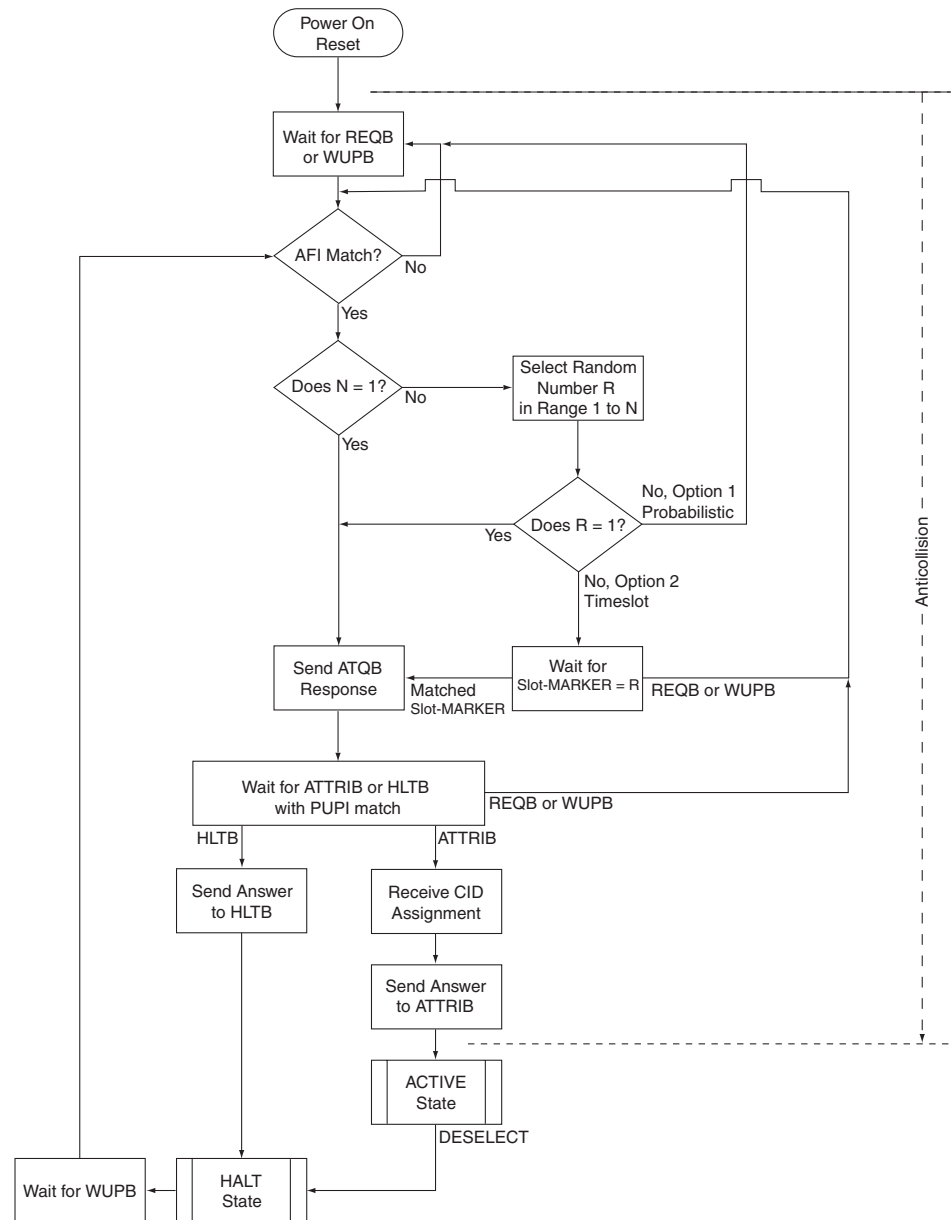 Power On
Reset
Wait for REQB
or WUPB
AFI Match?
No
Yes
Does N = 1?
No
Yes
Select Random
Number R
in Range 1 to N
No, Option 1
Probabilistic
Does R = 1?
Yes
No, Option 2
Timeslot
Anticollision
Send ATQB
Response
Matched
Slot-MARKER
Wait for
Slot-MARKER = R
REQB or WUPB
Wait for ATTRIB or HLTB
with PUPI match
REQB or WUPB
HLTB
ATTRIB
Send Answer
to HLTB
Receive CID
Assignment
Send Answer
to ATTRIB
ACTIVE
State
DESELECT
Wait for WUPB
HALT
State